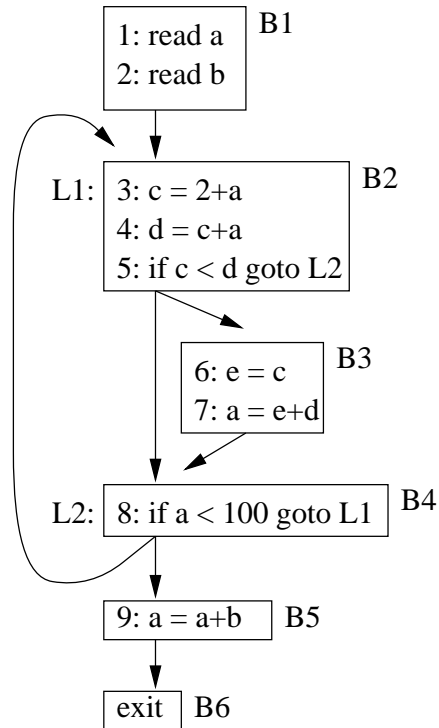 1: read a
2: read b
B1
L1:
3: c = 2+a
4: d = c+a
5: if c < d goto L2
B2
6: e = c
7: a = e+d
B3
L2:
8: if a < 100 goto L1
B4
9: a = a+b
B5
exit
B6